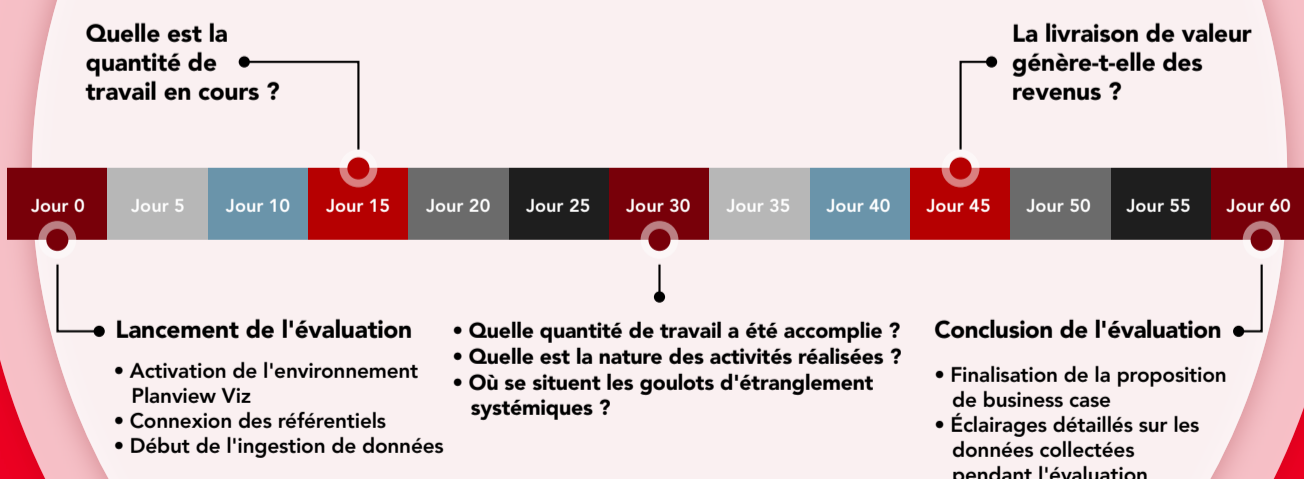 Quelle est la
quantité de
travail en cours ?
La livraison de valeur
génère-t-elle des
revenus ?
Jour 0
Jour 5
Jour 10
Jour 15
Jour 20
Jour 25
Jour 30
Jour 35
Jour 40
Jour 45
Jour 50
Jour 55
Jour 60
Lancement de l'évaluation
• Activation de l'environnement
Planview Viz
• Connexion des référentiels
• Début de l'ingestion de données
• Quelle quantité de travail a été accomplie ?
• Quelle est la nature des activités réalisées ?
• Où se situent les goulots d'étranglement
systémiques ?
Conclusion de l'évaluation
• Finalisation de la proposition
de business case
• Éclairages détaillés sur les
données collectées
pendant l'évaluation